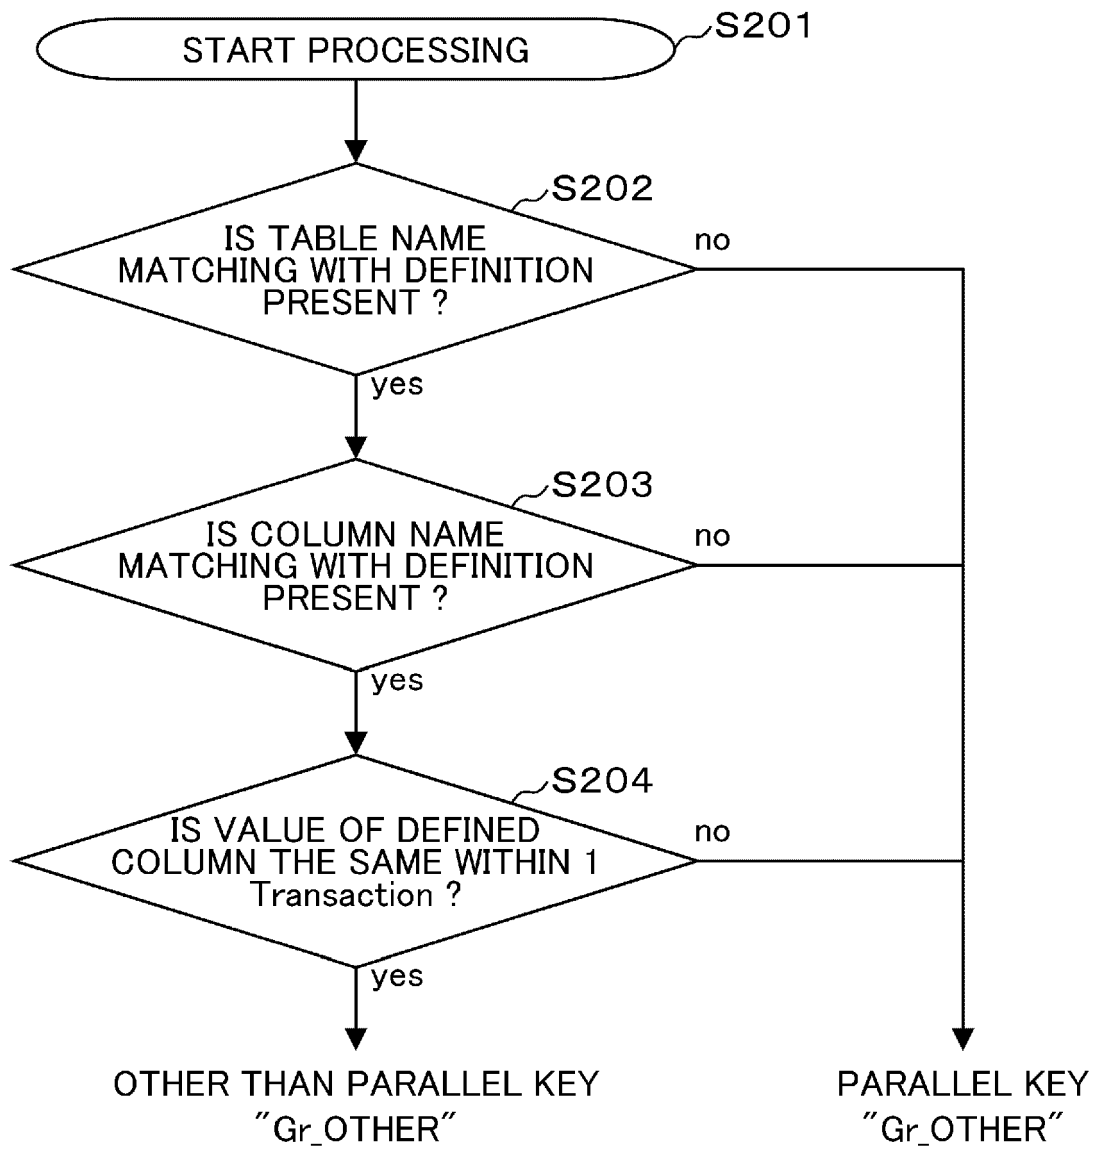 START PROCESSING
S201
S202
IS TABLE NAME
MATCHING WITH DEFINITION
PRESENT ?
no
yes
S203
IS COLUMN NAME
MATCHING WITH DEFINITION
PRESENT ?
no
yes
S204
IS VALUE OF DEFINED
COLUMN THE SAME WITHIN 1
Transaction ?
no
yes
OTHER THAN PARALLEL KEY
"Gr_OTHER"
PARALLEL KEY
"Gr_OTHER"